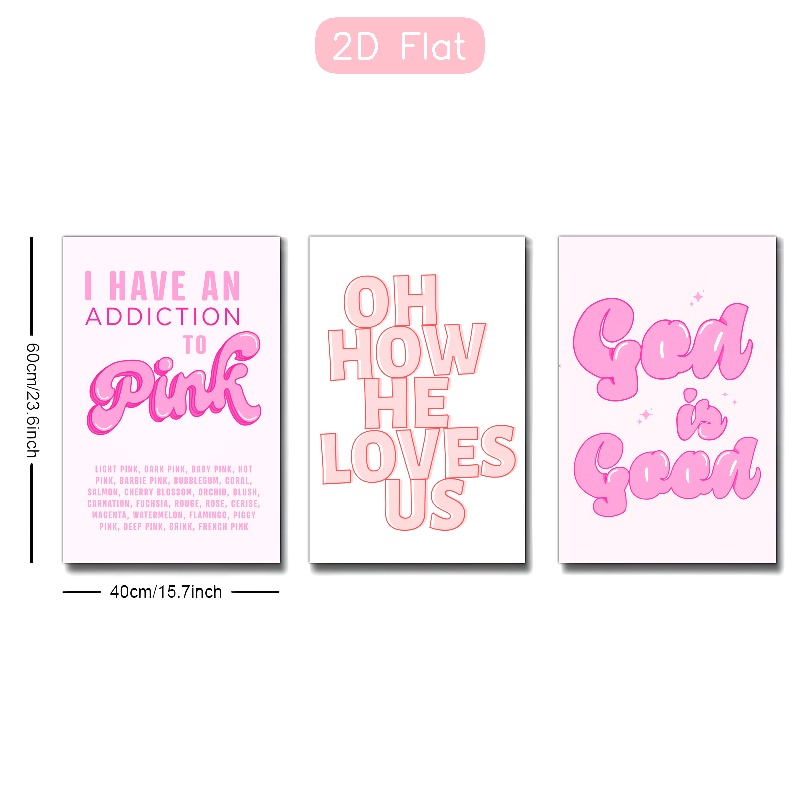 2D Flat
60cm/23.6inch
I HAVE AN
ADDICTION
TO
Pink
LIGHT PINK, DARK PINK, BABY PINK, HOT
PINK, BARBIE PINK, BUBBLEGUM, CORAL,
SALMON, CHERRY BLOSSOM, ORCHID, BLUSH,
CARNATION, FUCHSIA, ROUGE, ROSE, CERISE,
MAGENTA, WATERMELON, FLAMINGO, PIGGY
PINK, DEEP PINK, BRINK, FRENCH PINK
40cm/15.7inch
OH
HOW
HE
LOVES
US
God
is
Good